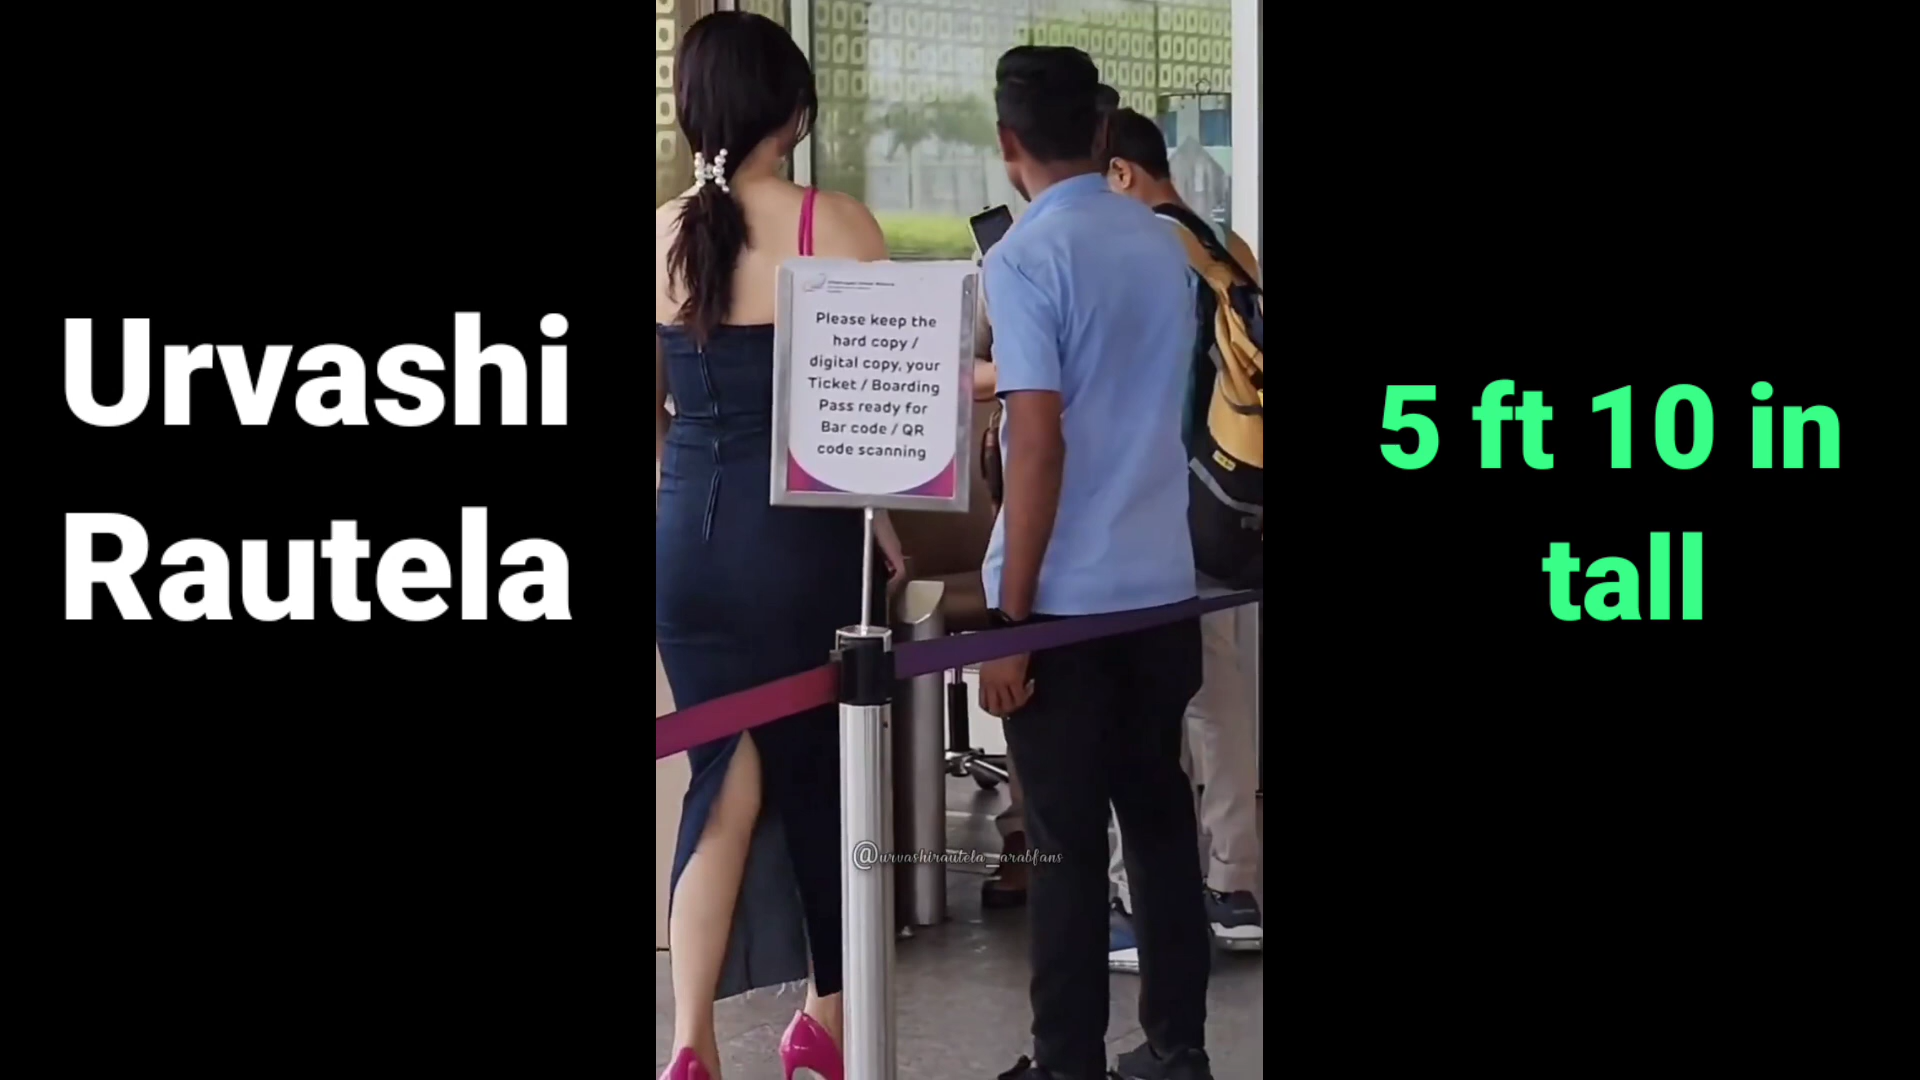 Urvashi
Rautela
Please keep the
hard copy /
digital copy, your
Ticket / Boarding
Pass ready for
Bar code / QR
code scanning
@urvashirautela_arabfans
5 ft 10 in
tall